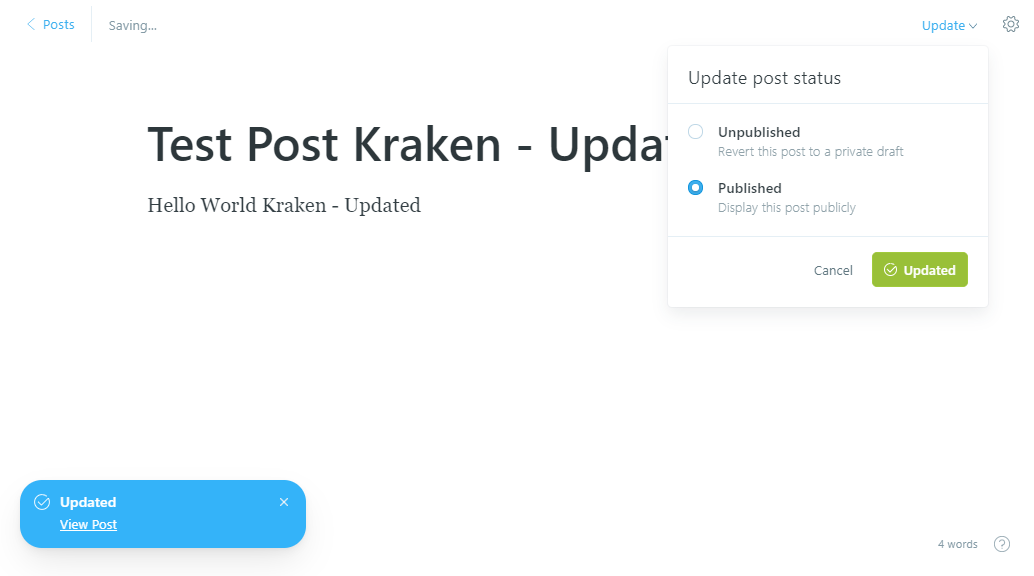 Posts
Saving...
Update
Update post status
Unpublished
Revert this post to a private draft
Published
Display this post publicly
Cancel
Updated
Test Post Kraken - Updat
Hello World Kraken - Updated
Updated
View Post
4 words
?